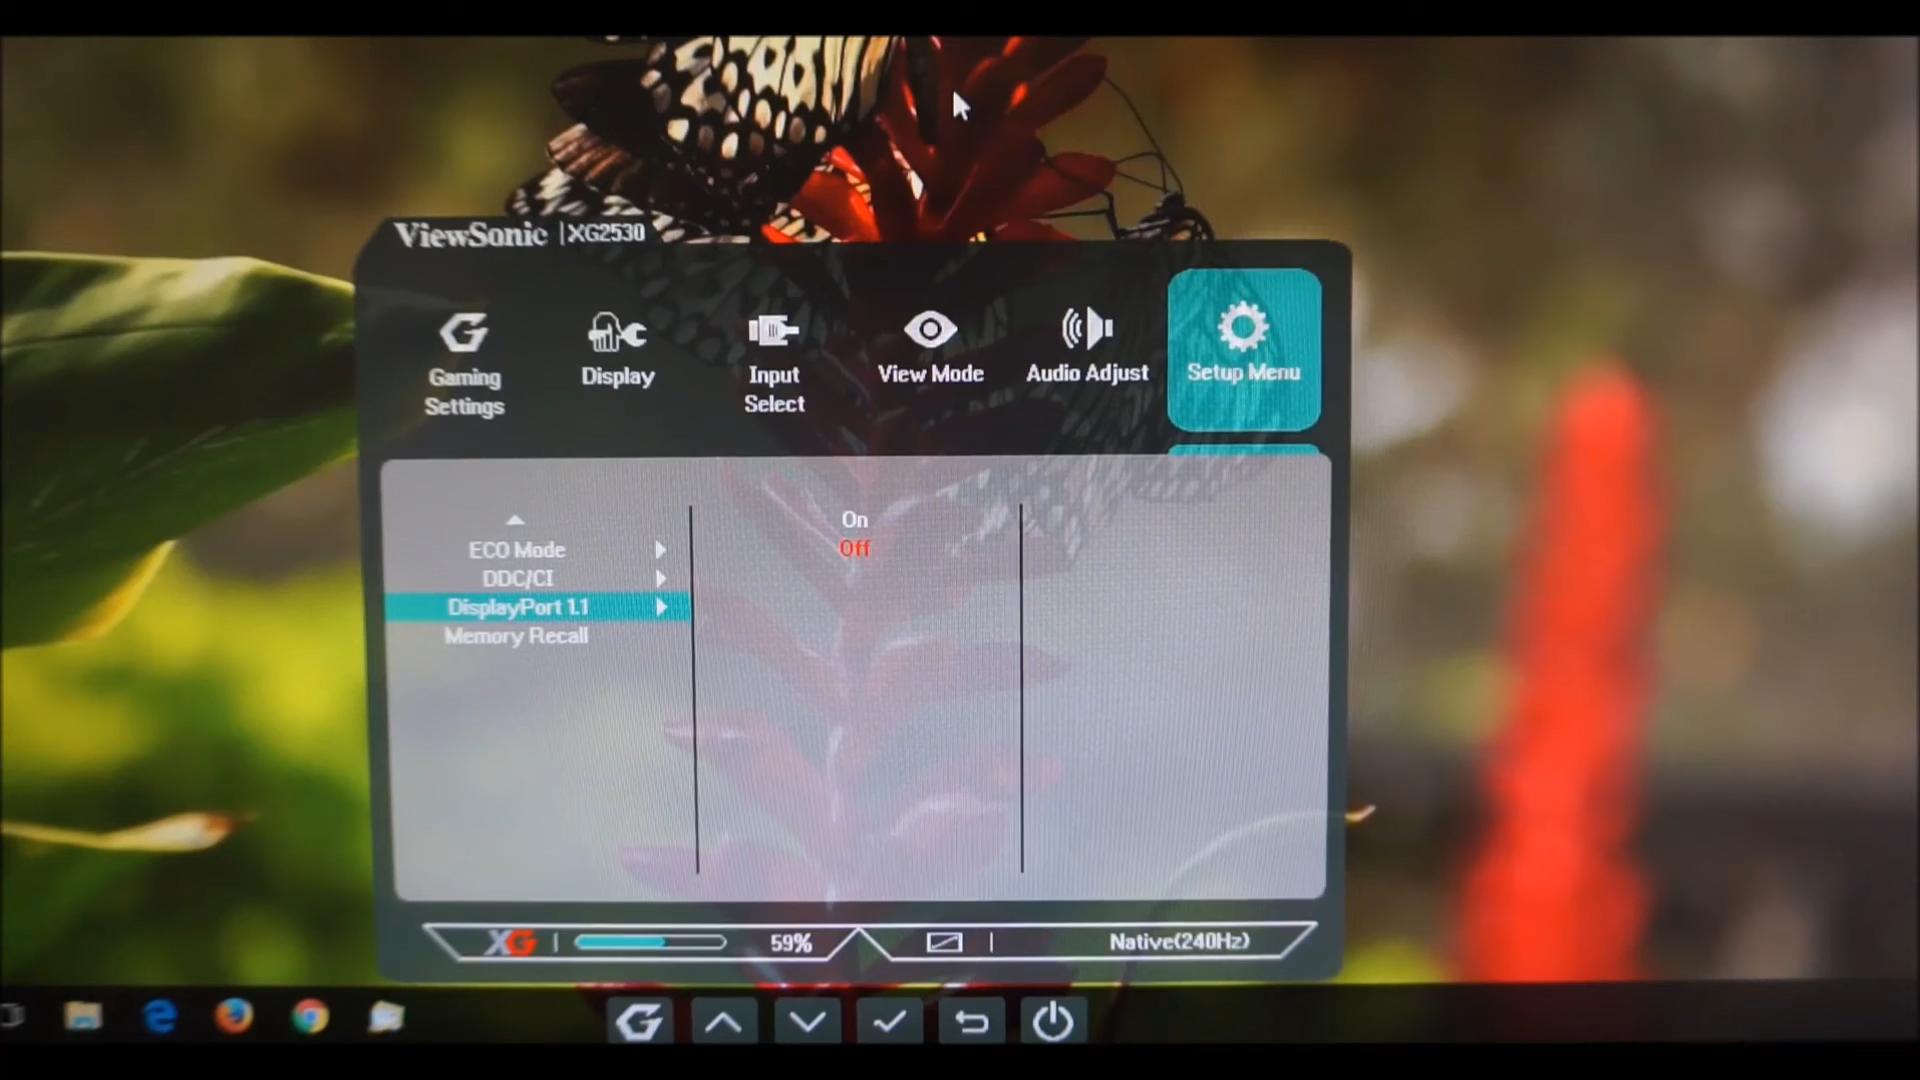 ViewSonic | XG2530
Gaming
Settings
Display
Input
Select
View Mode
Audio Adjust
Setup Menu
ECO Mode
DDC/CI
DisplayPort 1.1
Memory Recall
On
Off
XG | 59%
Native(240Hz)